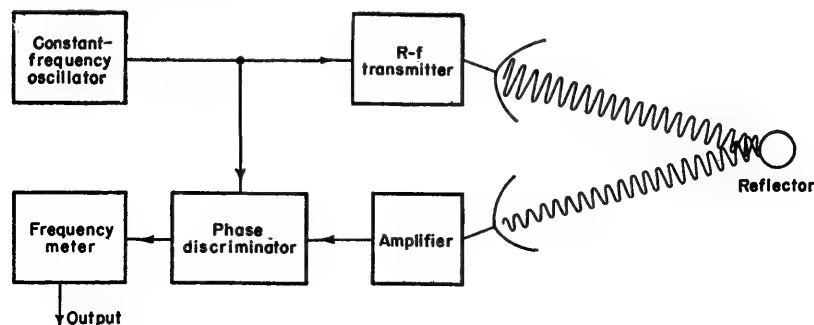 Constant-
frequency
oscillator
R-f
transmitter
Reflector
Frequency
meter
Phase
discriminator
Amplifier
Output